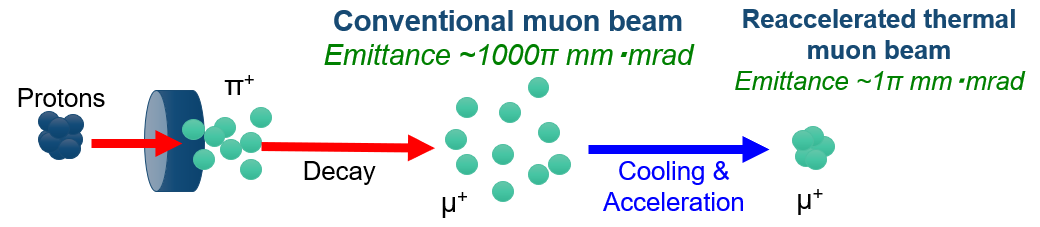 Conventional muon beam
Emittance ~1000π mm・mrad
Reaccelerated thermal
muon beam
Emittance ~1π mm・mrad
Protons
π+
Decay
μ+
Cooling &
Acceleration
μ+